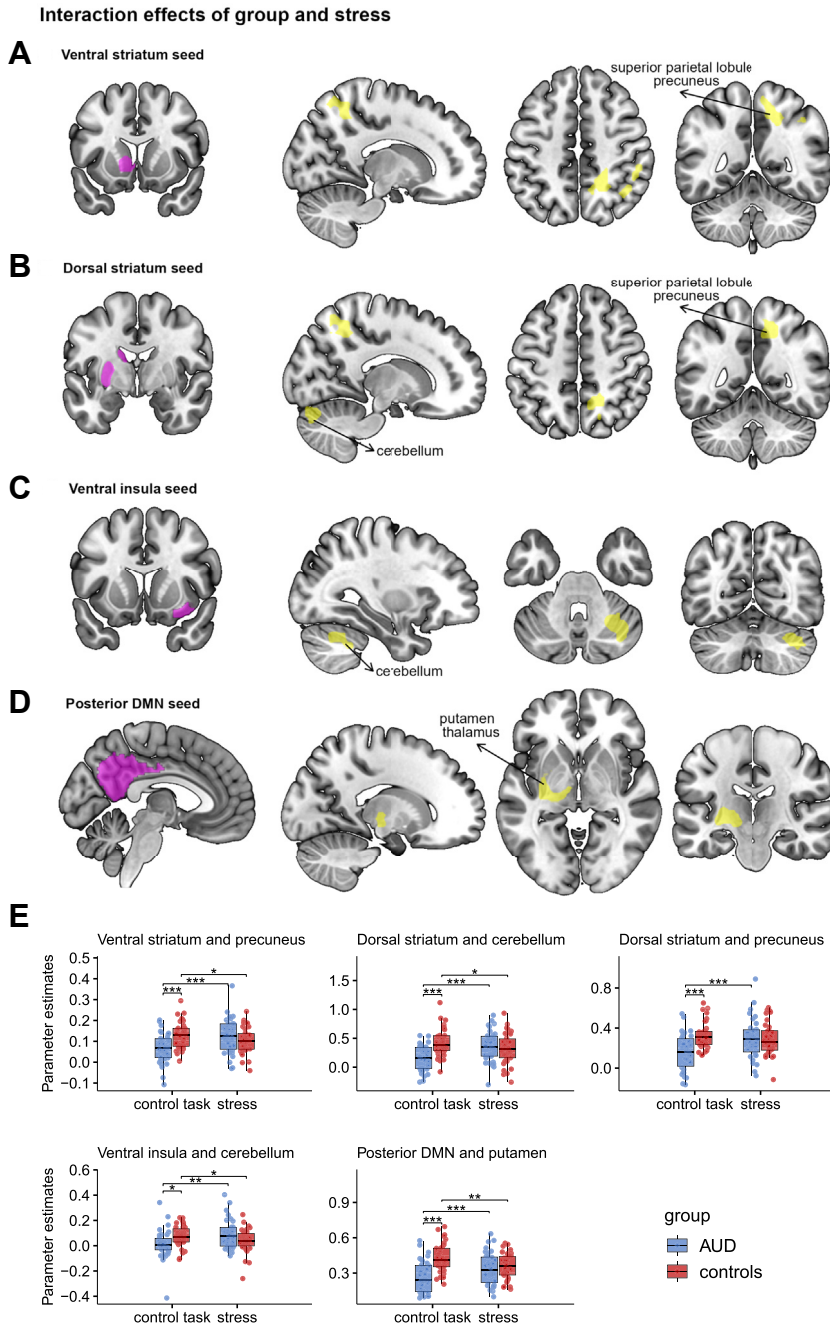 Interaction effects of group and stress
A
Ventral striatum seed
superior parietal lobule
precuneus
B
Dorsal striatum seed
superior parietal lobule
precuneus
cerebellum
C
Ventral insula seed
cerebellum
D
Posterior DMN seed
putamen
thalamus
E
Ventral striatum and precuneus
Parameter estimates
0.5
0.4
0.3
0.2
0.1
0.0
−0.1
***
***
*
control task stress
Dorsal striatum and cerebellum
1.5
1.0
0.5
0.0
***
***
*
control task stress
Dorsal striatum and precuneus
0.8
0.4
0.0
***
***
control task stress
Ventral insula and cerebellum
Parameter estimates
0.6
0.4
0.2
0.0
−0.2
−0.4
*
**
*
control task stress
Posterior DMN and putamen
0.9
0.6
0.3
**
***
***
control task stress
group
AUD
controls